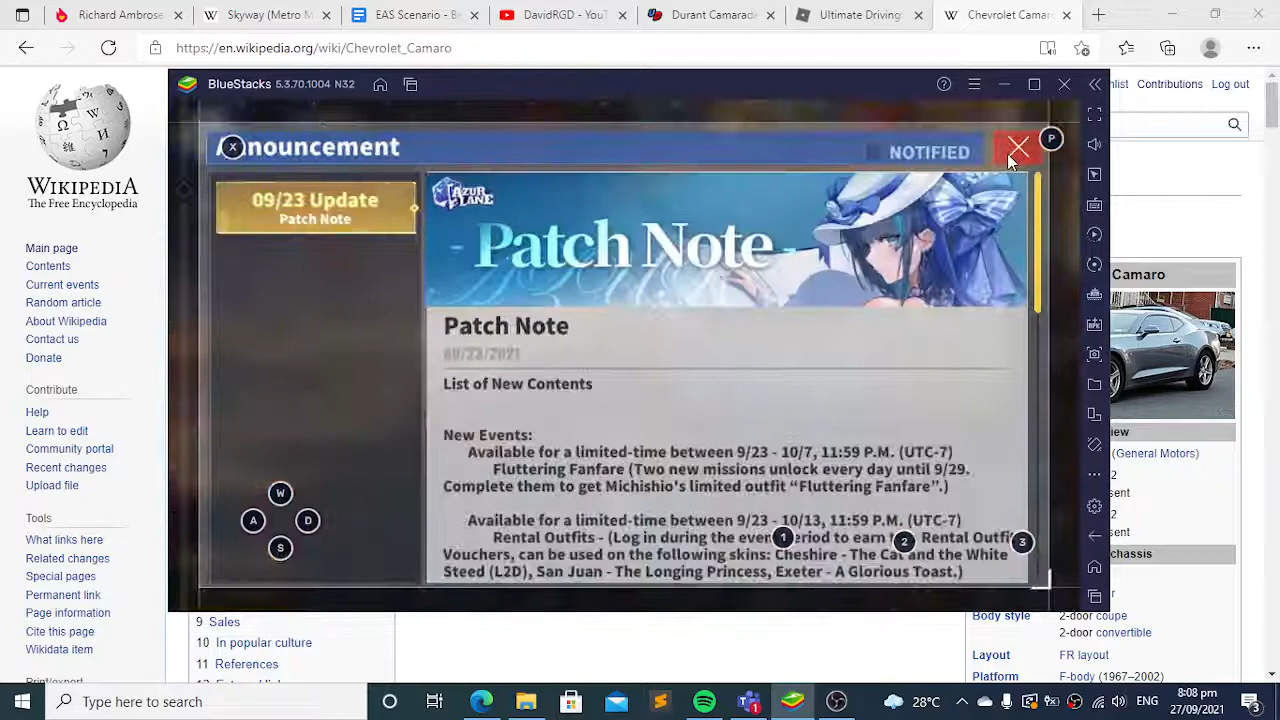 Richard Ambrose
Skyway (Metro M
EAS Scenario - B
DavidRGD - YouT
Durant Camarade
Ultimate Driving
Chevrolet Camar
https://en.wikipedia.org/wiki/Chevrolet_Camaro
BlueStacks 5.3.70.1004 N32
Contributions Log out
WIKIPEDIA
The Free Encyclopedia
Main page
Contents
Current events
Random article
About Wikipedia
Contact us
Donate
Contribute
Help
Learn to edit
Community portal
Recent changes
Upload file
Tools
What links here
Related changes
Special pages
Permanent link
Page information
Cite this page
Wikidata item
Print/export
X
nouncement
NOTIFIED
P
09/23 Update
Patch Note
AZUR LANE
- Patch Note -
Patch Note
09/23/2021
List of New Contents
New Events:
Available for a limited-time between 9/23 - 10/7, 11:59 P.M. (UTC-7)
Fluttering Fanfare (Two new missions unlock every day until 9/29.
Complete them to get Michishio's limited outfit “Fluttering Fanfare”.)
Available for a limited-time between 9/23 - 10/13, 11:59 P.M. (UTC-7)
Rental Outfits - (Log in during the even 1 eriod to earn 2 Rental Outfi 3
Vouchers, can be used on the following skins: Cheshire - The Cat and the White
Steed (L2D), San Juan - The Longing Princess, Exeter - A Glorious Toast.)
W
A
D
S
Camaro
(General Motors)
chassis
9 Sales
10 In popular culture
11 References
Body style
2-door coupe
2-door convertible
Layout
FR layout
Platform
F-body (1967–2002)
Type here to search
28°C
ENG
8:08 pm
27/09/2021